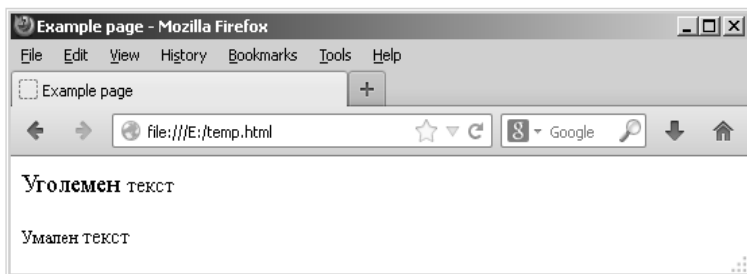 Example page - Mozilla Firefox
File Edit View History Bookmarks Tools Help
Example page +
file:///E:/temp.html 8 Google
Уголемен текст
Умален текст